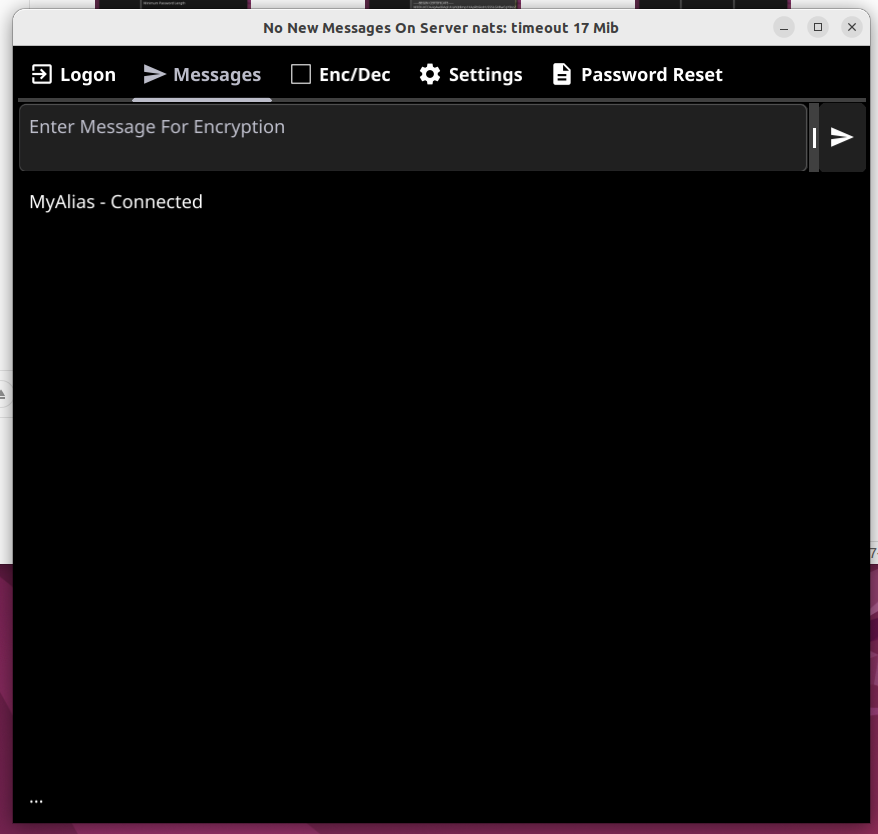 No New Messages On Server nats: timeout 17 Mib
Logon Messages Enc/Dec Settings Password Reset
Enter Message For Encryption
MyAlias - Connected
...